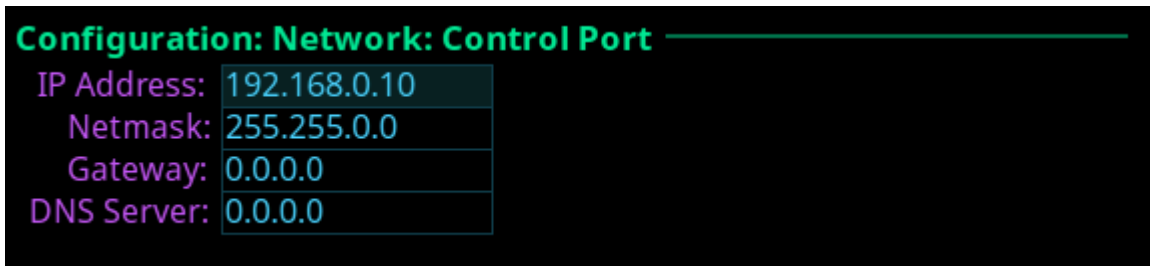 Configuration: Network: Control Port
IP Address: 192.168.0.10
Netmask: 255.255.0.0
Gateway: 0.0.0.0
DNS Server: 0.0.0.0